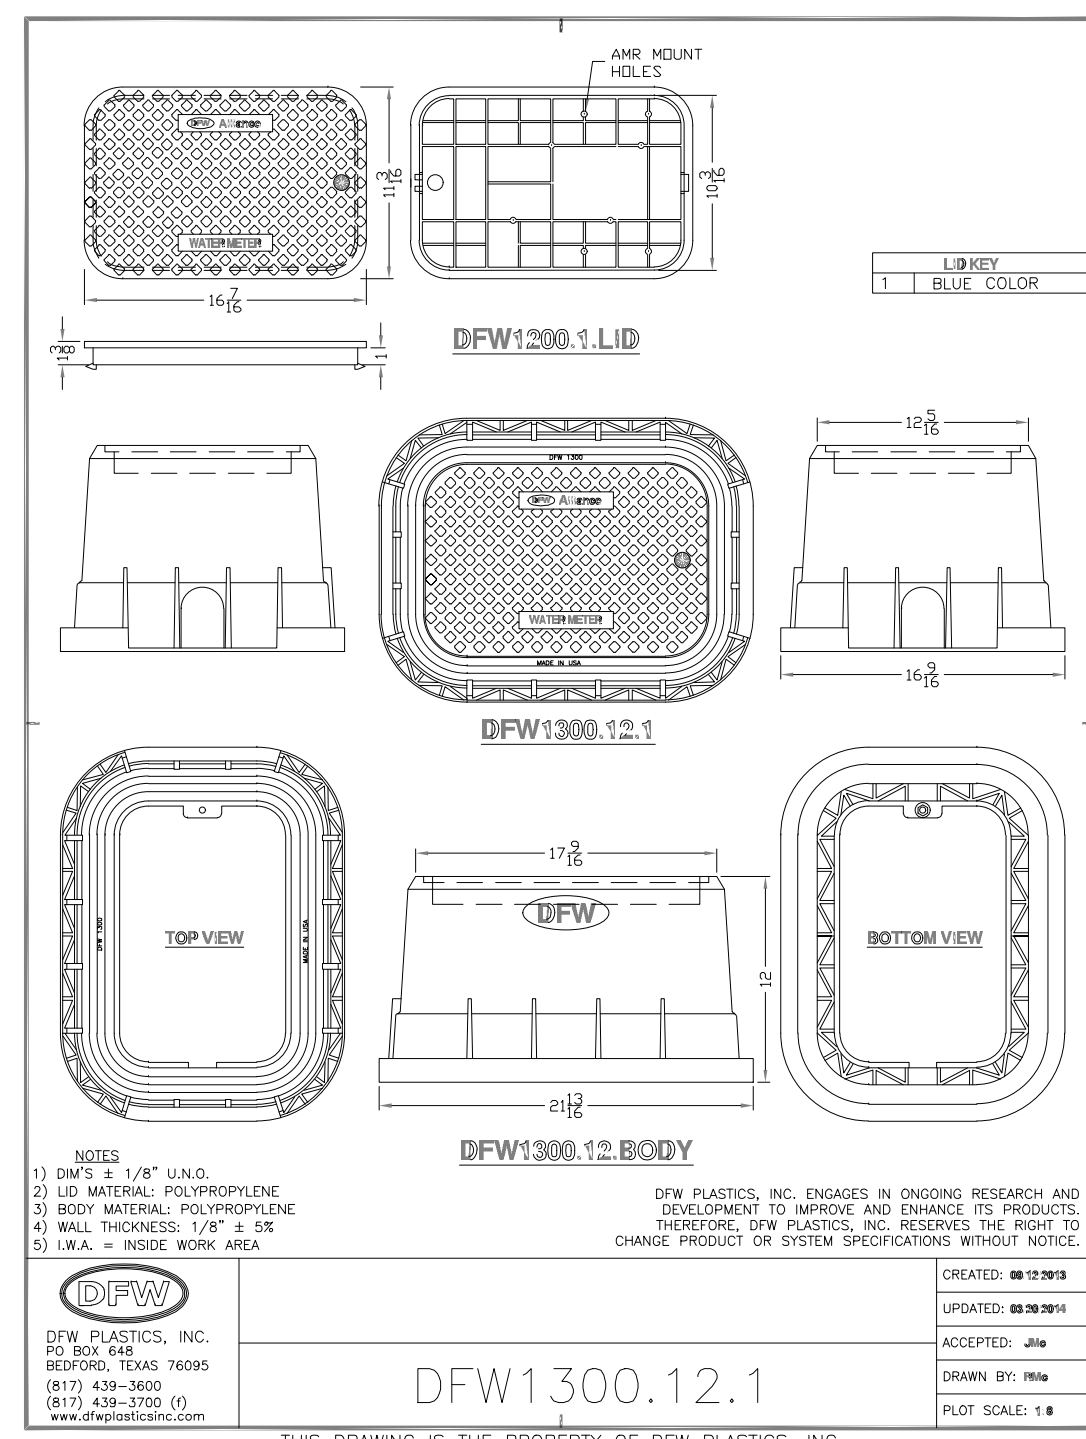 AMR MOUNT
HOLES
DFW Alliance
WATER METER
11 3/16
10 3/16
16 7/16
LID KEY
1 BLUE COLOR
DFW1200.1.LID
1 3/8
1
12 5/16
DFW 1300
DFW Alliance
WATER METER
MADE IN USA
16 9/16
DFW1300.12.1
17 9/16
DFW
DFW 1300
TOP VIEW
MADE IN USA
BOTTOM VIEW
12
21 13/16
DFW1300.12.BODY
NOTES
1) DIM'S ± 1/8" U.N.O.
2) LID MATERIAL: POLYPROPYLENE
3) BODY MATERIAL: POLYPROPYLENE
4) WALL THICKNESS: 1/8" ± 5%
5) I.W.A. = INSIDE WORK AREA
DFW PLASTICS, INC. ENGAGES IN ONGOING RESEARCH AND
DEVELOPMENT TO IMPROVE AND ENHANCE ITS PRODUCTS.
THEREFORE, DFW PLASTICS, INC. RESERVES THE RIGHT TO
CHANGE PRODUCT OR SYSTEM SPECIFICATIONS WITHOUT NOTICE.
DFW
DFW PLASTICS, INC.
PO BOX 648
BEDFORD, TEXAS 76095
(817) 439-3600
(817) 439-3700 (f)
www.dfwplasticsinc.com
DFW1300.12.1
CREATED: 09 12 2013
UPDATED: 03 2014
ACCEPTED: JMc
DRAWN BY: RMc
PLOT SCALE: 1:8
THIS DRAWING IS THE PROPERTY OF DFW PLASTICS, INC.